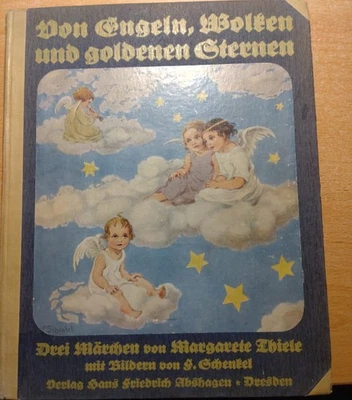 Von Engeln, Wolken
und goldenen Sternen
Drei Märchen von Margarete Thiele
mit Bildern von F. Schenkel
Verlag Hans Friedrich Abshagen * Dresden